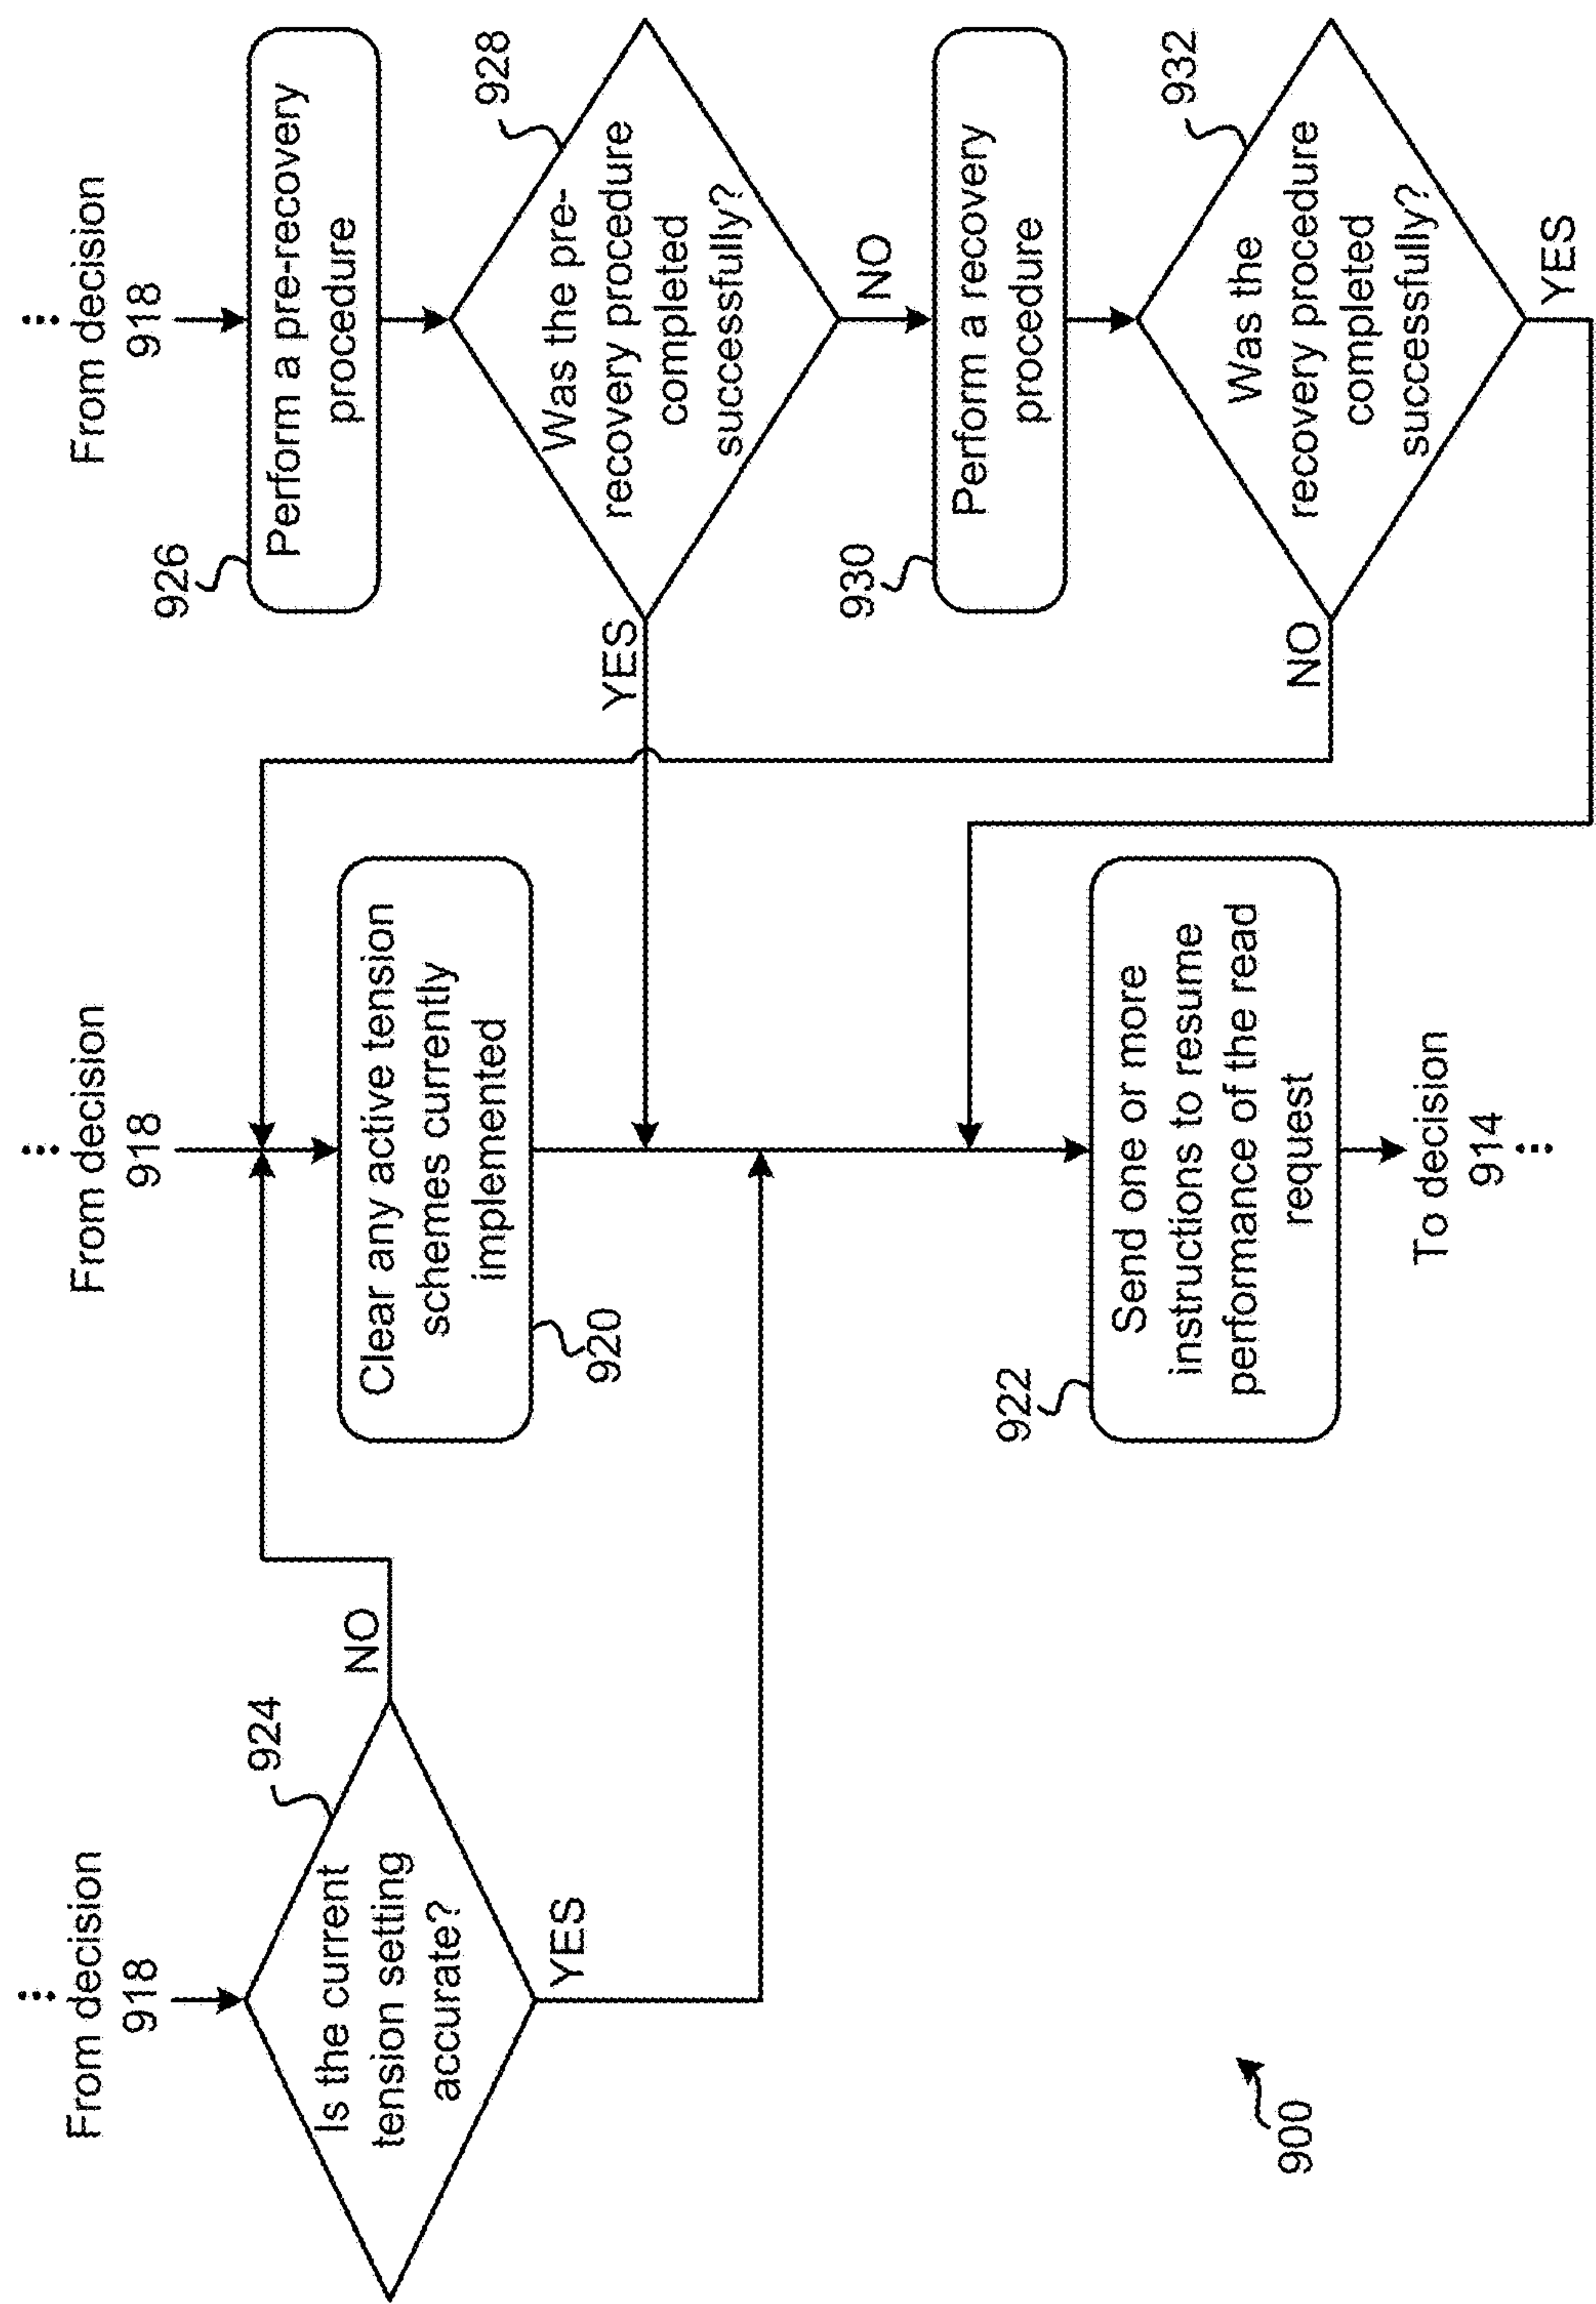 ⋮
From decision
918
924
Is the current
tension setting
accurate?
NO
YES
⋮
From decision
918
Clear any active tension
schemes currently
implemented
920
922
Send one or more
instructions to resume
performance of the read
request
To decision
914
⋮
⋮
From decision
918
926
Perform a pre-recovery
procedure
928
Was the pre-
recovery procedure
completed
successfully?
YES
NO
930
Perform a recovery
procedure
932
Was the
recovery procedure
completed
successfully?
NO
YES
900